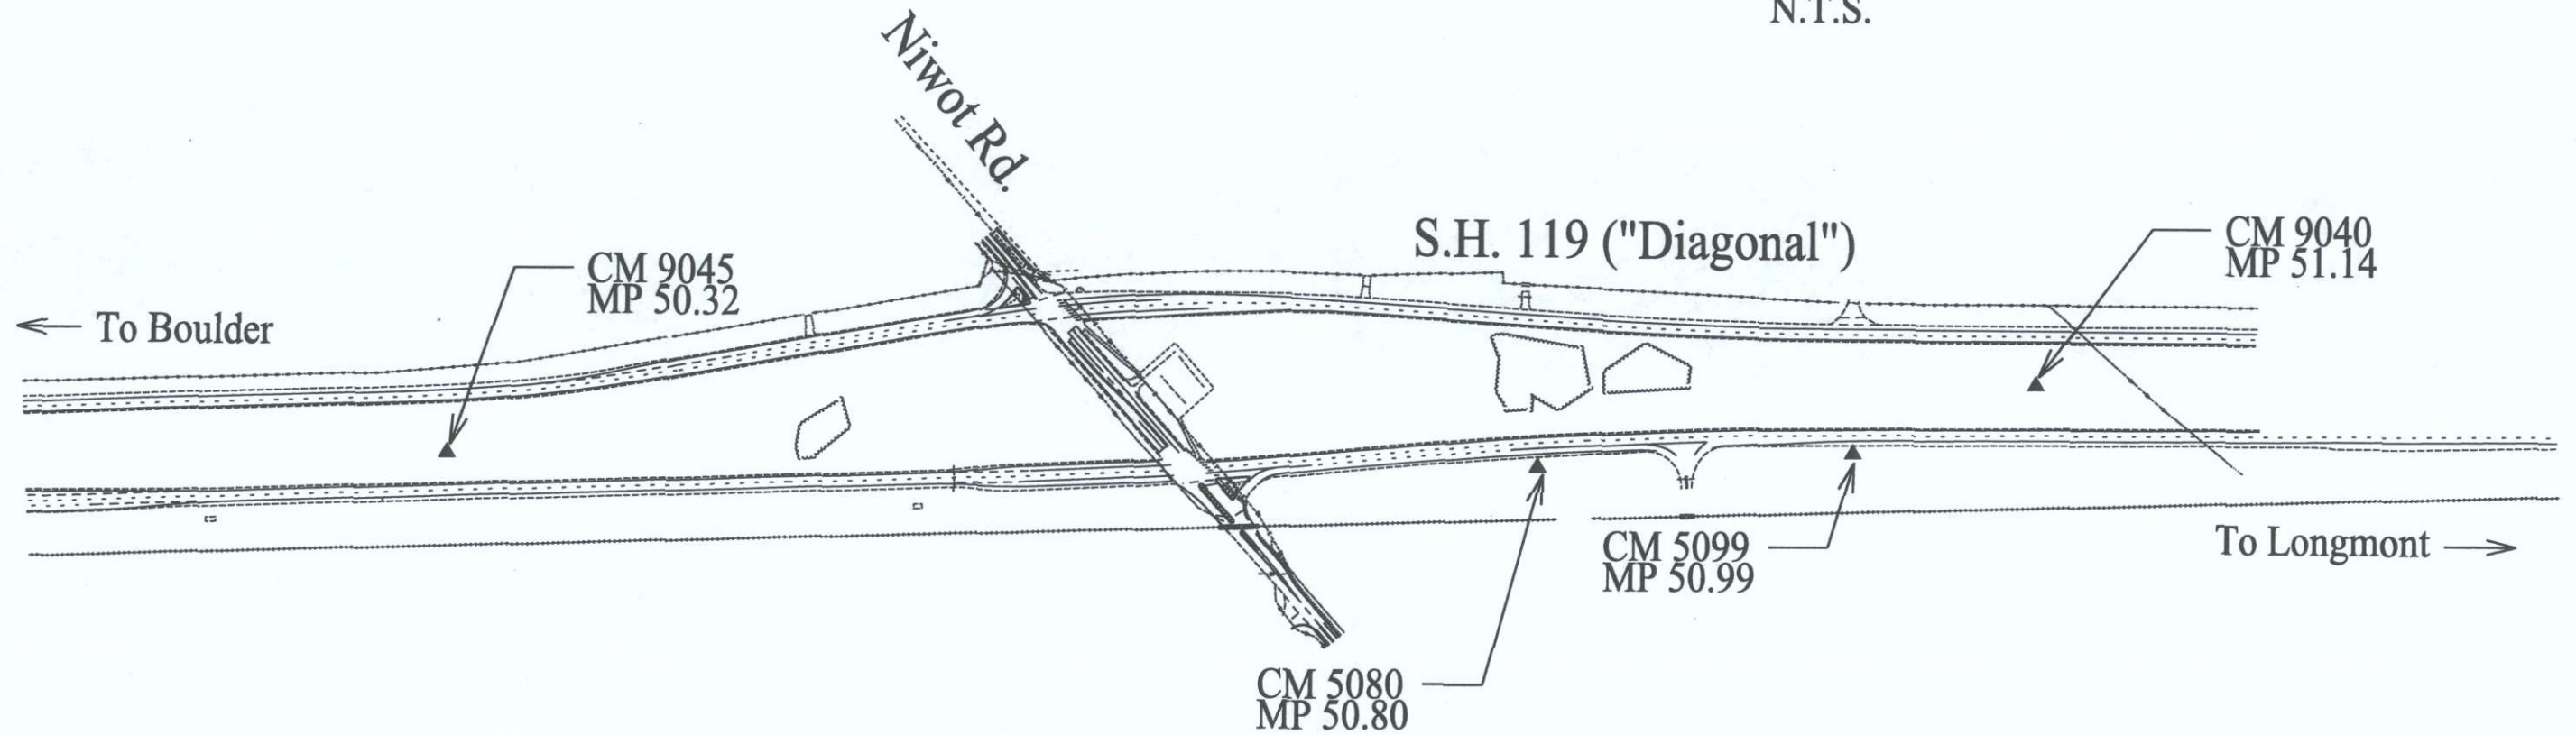 N.T.S.
Niwot Rd.
S.H. 119 ("Diagonal")
CM 9040
MP 51.14
CM 9045
MP 50.32
To Boulder
CM 5099
MP 50.99
To Longmont
CM 5080
MP 50.80